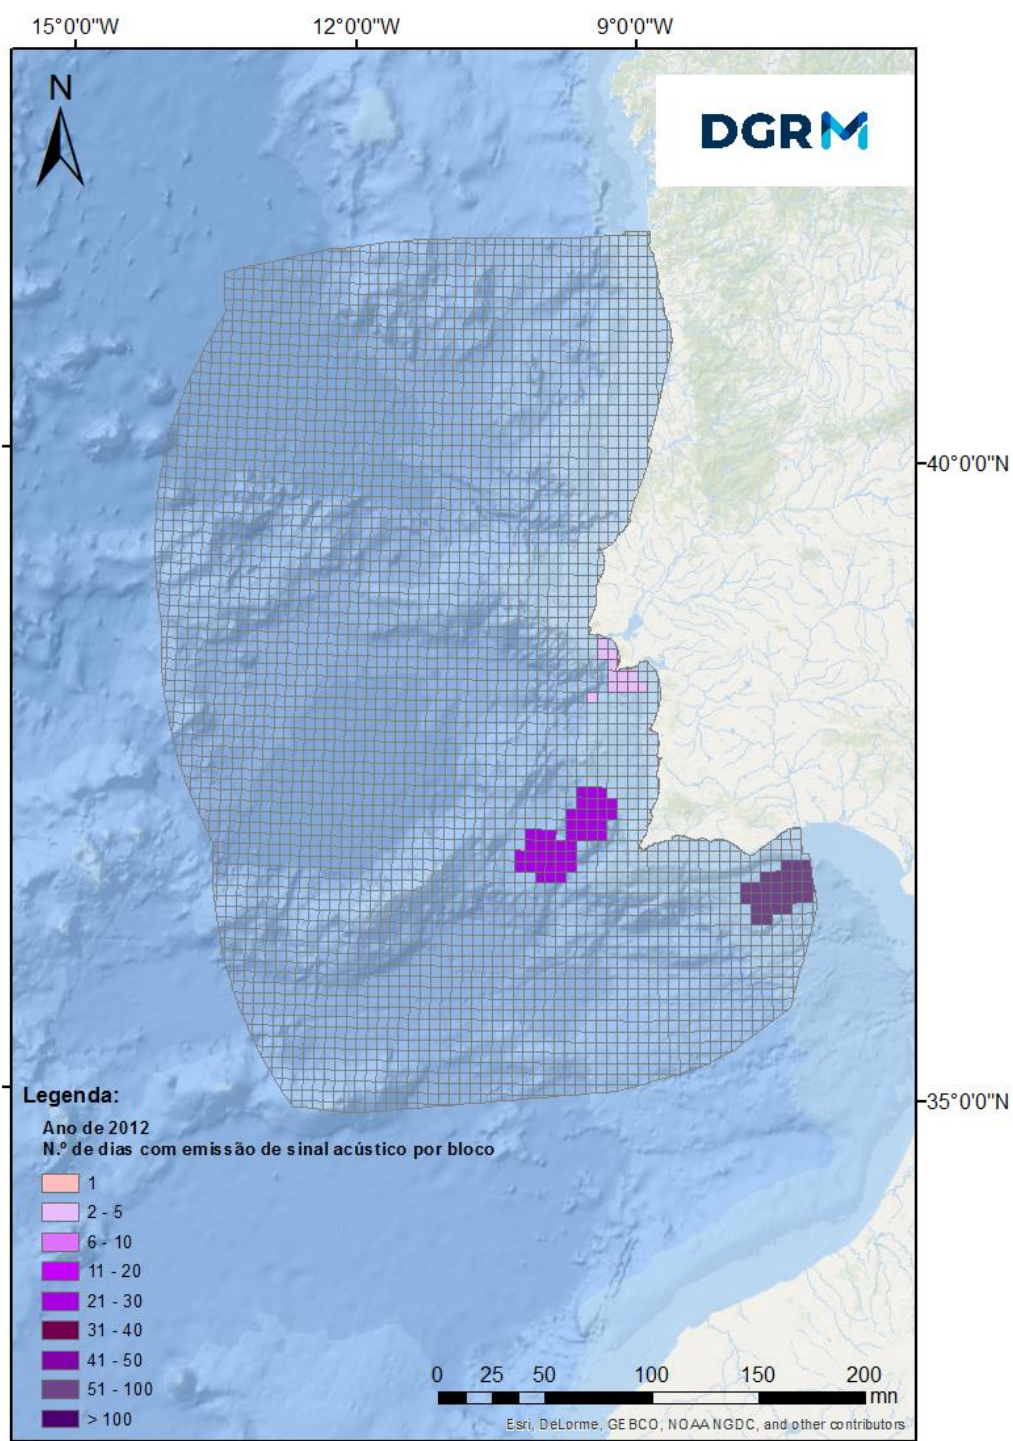 15°0'0"W 12°0'0"W 9°0'0"W
N
DGRM
40°0'0"N
35°0'0"N
Legenda:
Ano de 2012
N.º de dias com emissão de sinal acústico por bloco
1
2 - 5
6 - 10
11 - 20
21 - 30
31 - 40
41 - 50
51 - 100
> 100
0 25 50 100 150 200
mn
Esri, DeLorme, GEBCO, NOAA NGDC, and other contributors